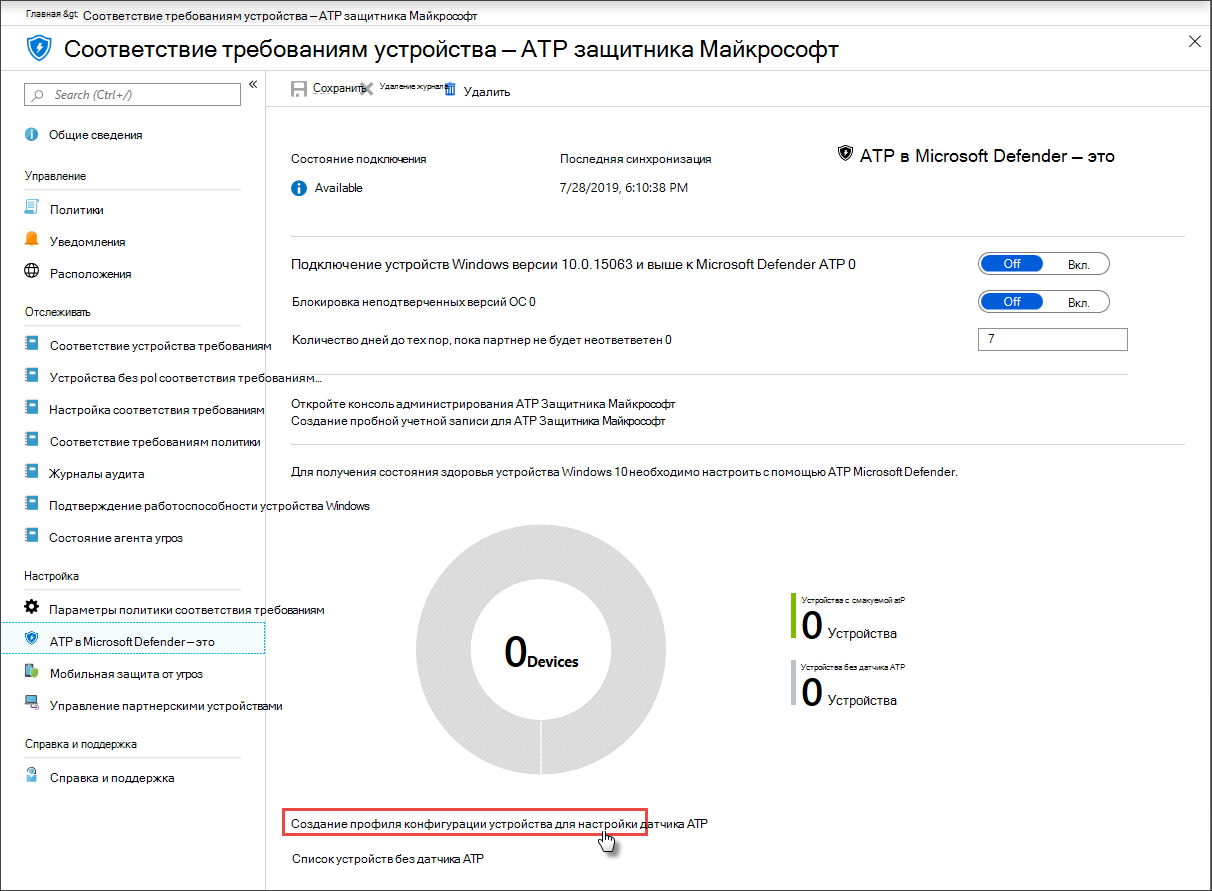 Главная &gt; Соответствие требованиям устройства – ATP защитника Майкрософт
Соответствие требованиям устройства – ATP защитника Майкрософт
Search (Ctrl+/)
«
Сохранить
Удаление журнала
Удалить
Общие сведения
Управление
Политики
Уведомления
Расположения
Отслеживать
Соответствие устройства требованиям
Устройства без pol соответствия требованиям...
Настройка соответствия требованиям
Соответствие требованиям политики
Журналы аудита
Подтверждение работоспособности устройства Windows
Состояние агента угроз
Настройка
Параметры политики соответствия требованиям
ATP в Microsoft Defender – это
Мобильная защита от угроз
Управление партнерскими устройствами
Справка и поддержка
Справка и поддержка
Состояние подключения
Available
Последняя синхронизация
7/28/2019, 6:10:38 PM
ATP в Microsoft Defender – это
Подключение устройств Windows версии 10.0.15063 и выше к Microsoft Defender ATP 0
Off Вкл.
Блокировка неподтверченных версий ОС 0
Off Вкл.
Количество дней до тех пор, пока партнер не будет неответетен 0
7
Откройте консоль администрирования ATP Защитника Майкрософт
Создание пробной учетной записи для ATP Защитника Майкрософт
Для получения состояния здоровья устройства Windows 10 необходимо настроить с помощью ATP Microsoft Defender.
0 Devices
Устройства с смакуемой atP
0 Устройства
Устройства без датчика ATP
0 Устройства
Создание профиля конфигурации устройства для настройки датчика ATP
Список устройств без датчика ATP